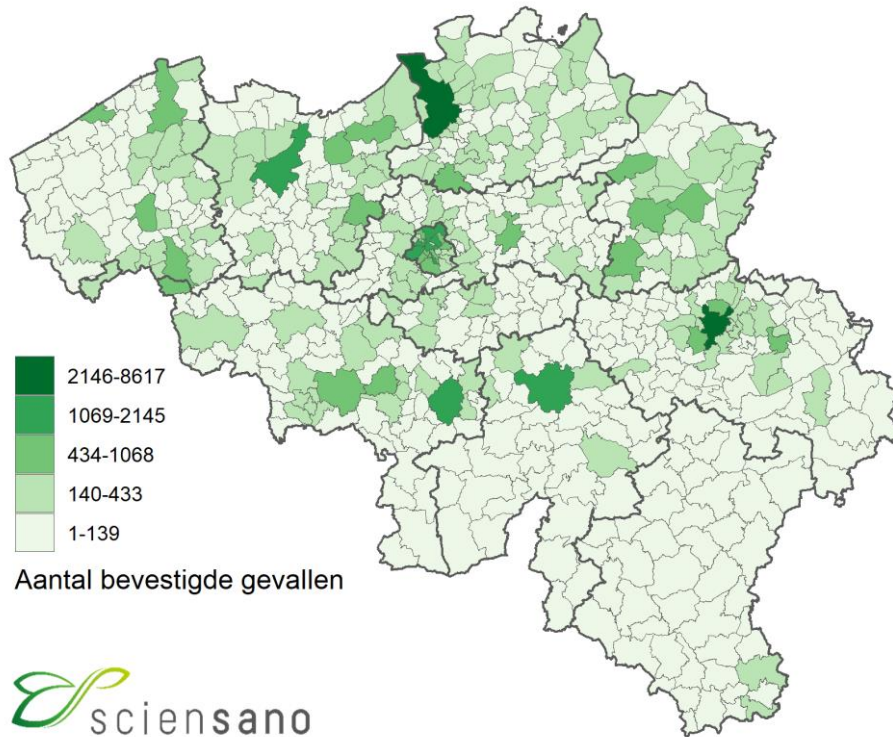 2146-8617
1069-2145
434-1068
140-433
1-139
Aantal bevestigde gevallen
sciensano